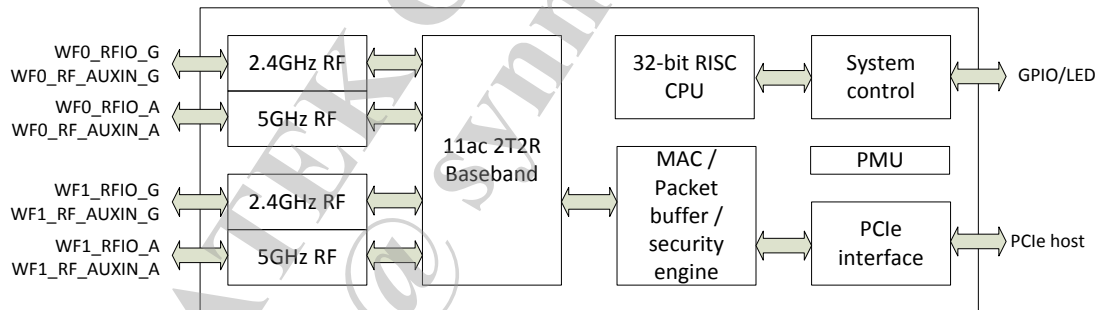 WF0_RFIO_G
WF0_RF_AUXIN_G
WF0_RFIO_A
WF0_RF_AUXIN_A
WF1_RFIO_G
WF1_RF_AUXIN_G
WF1_RFIO_A
WF1_RF_AUXIN_A
2.4GHz RF
5GHz RF
2.4GHz RF
5GHz RF
11ac 2T2R
Baseband
32-bit RISC
CPU
MAC /
Packet
buffer /
security
engine
System
control
PMU
PCIe
interface
GPIO/LED
PCIe host